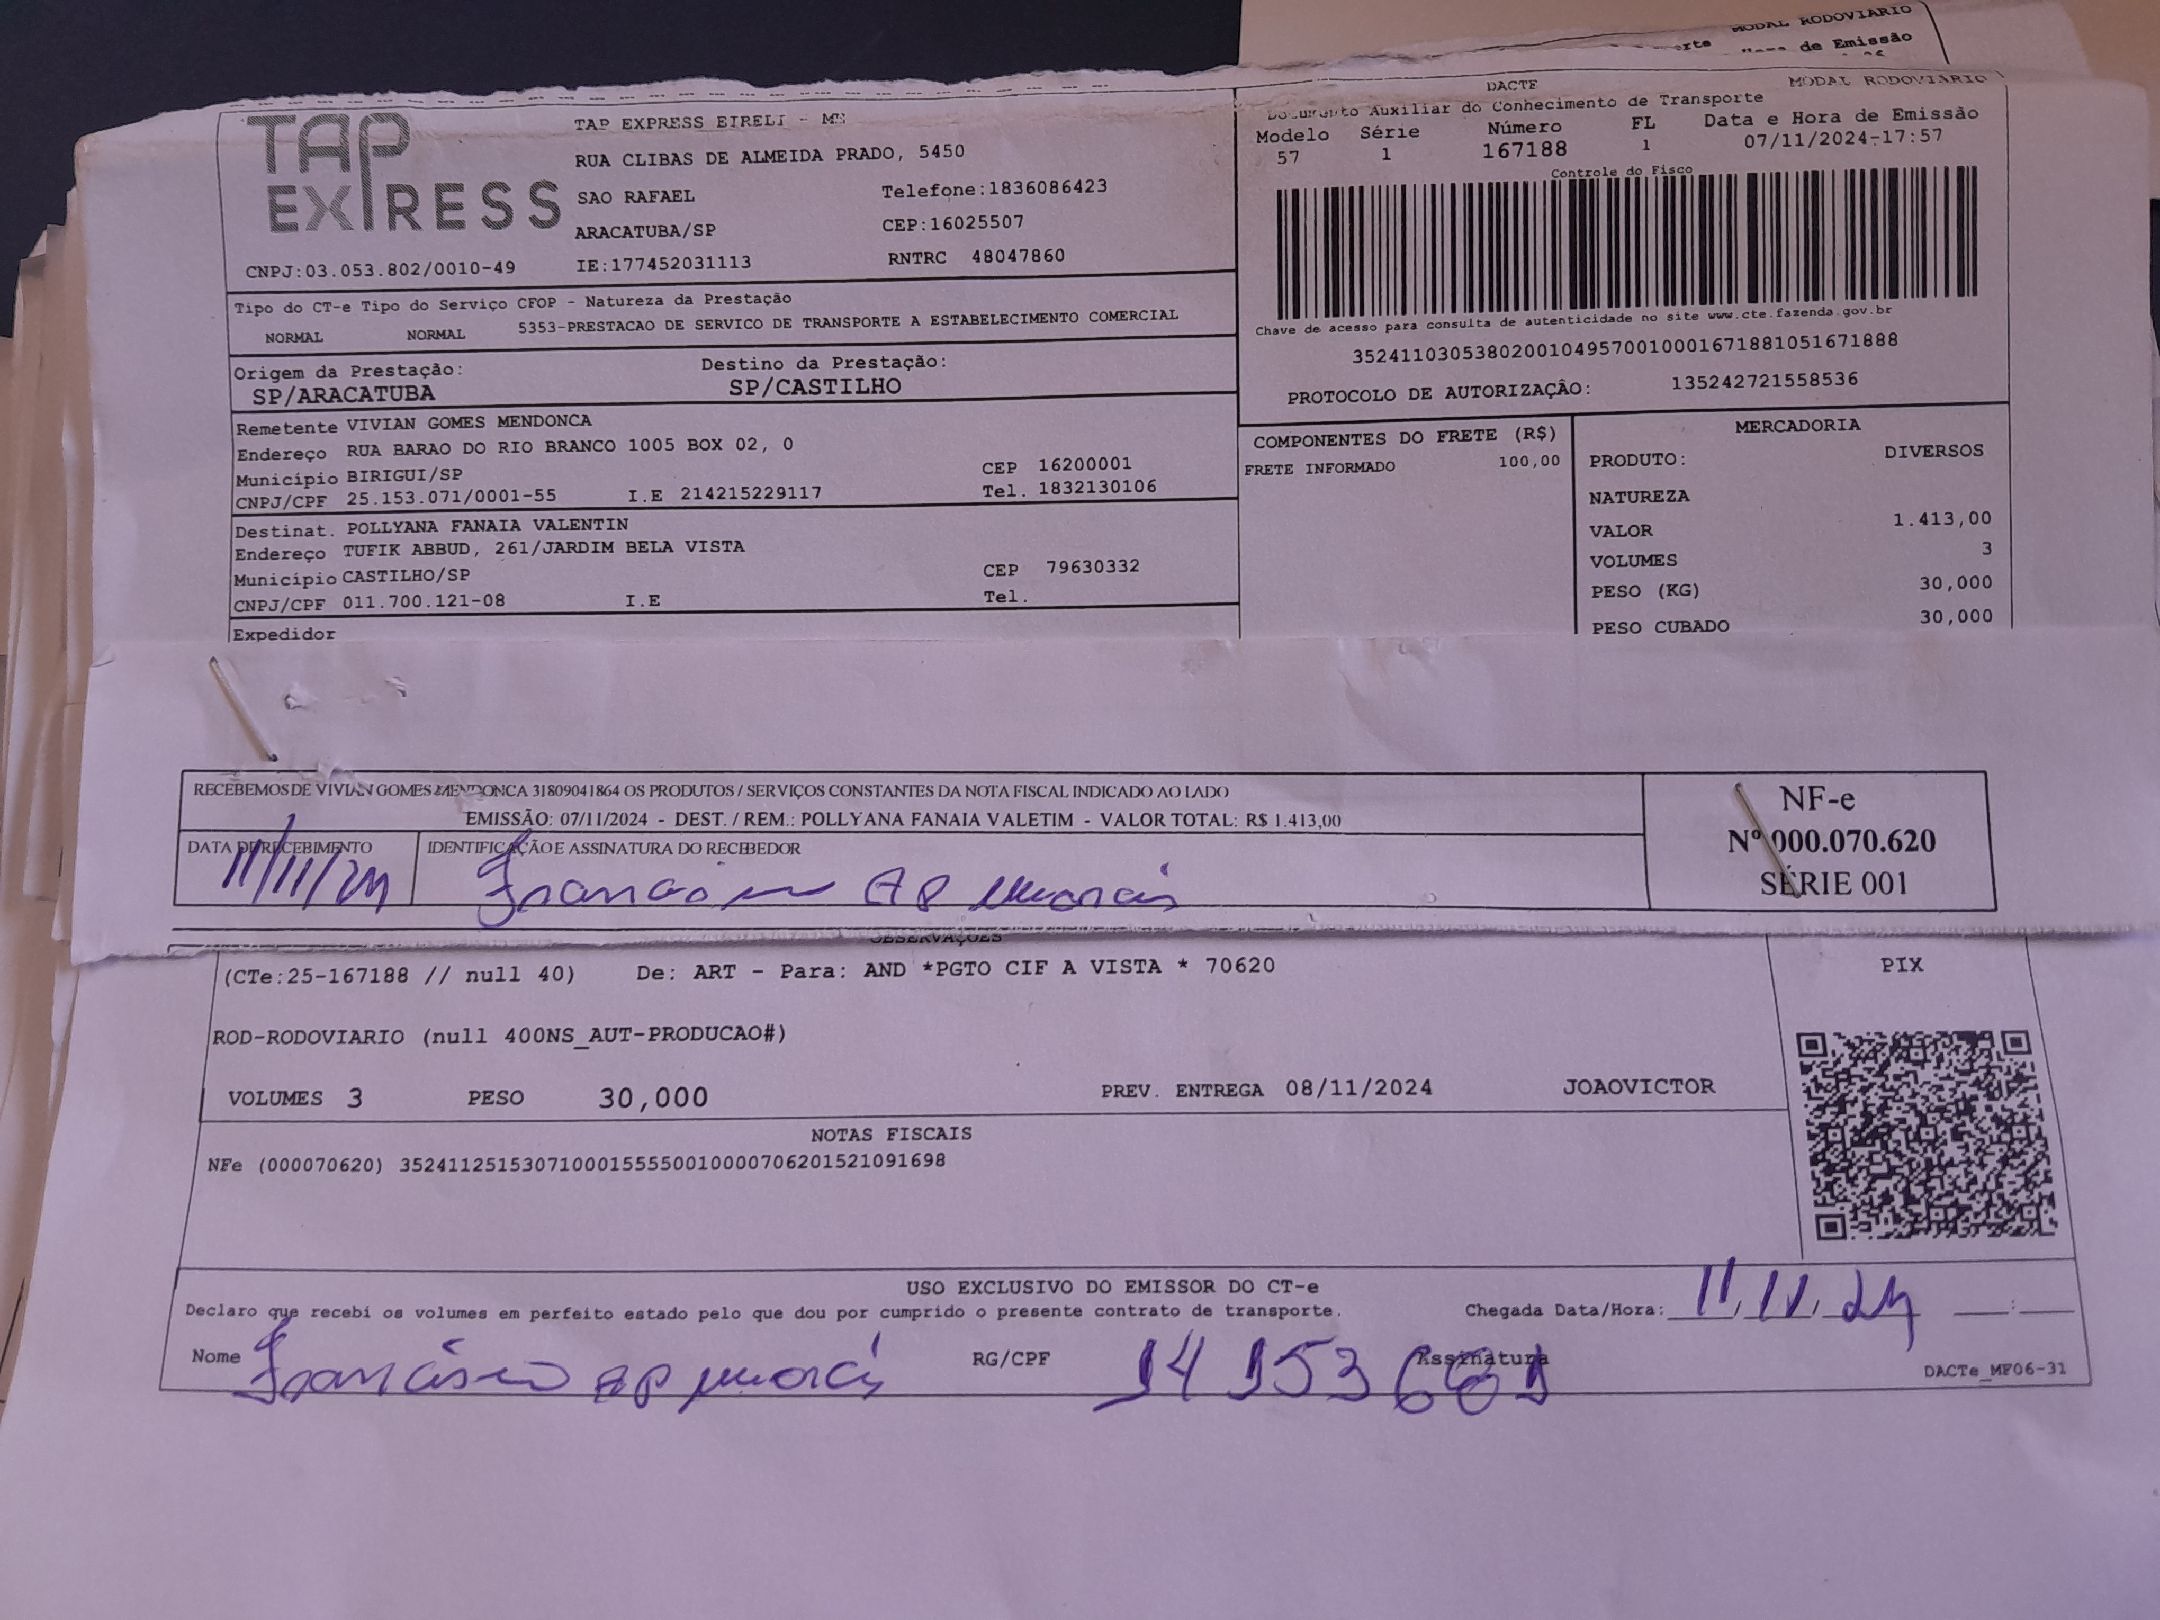 MODAL RODOVIARIO
de Emissão
TAP EXPRESS
TAP EXPRESS EIRELI - ME
RUA CLIBAS DE ALMEIDA PRADO, 5450
SAO RAFAEL Telefone:1836086423
ARACATUBA/SP CEP:16025507
CNPJ:03.053.802/0010-49 IE:177452031113 RNTRC 48047860
DACTE MODAL RODOVIARIO
Documento Auxiliar do Conhecimento de Transporte
Modelo Série Número FL Data e Hora de Emissão
57 1 167188 1 07/11/2024-17:57
Controle do Fisco
Chave de acesso para consulta de autenticidade no site www.cte.fazenda.gov.br
35241103053802001049570010001671881051671888
PROTOCOLO DE AUTORIZAÇÃO: 135242721558536
Tipo do CT-e Tipo do Serviço CFOP - Natureza da Prestação
NORMAL NORMAL 5353-PRESTACAO DE SERVICO DE TRANSPORTE A ESTABELECIMENTO COMERCIAL
Origem da Prestação: Destino da Prestação:
SP/ARACATUBA SP/CASTILHO
Remetente VIVIAN GOMES MENDONCA
Endereço RUA BARAO DO RIO BRANCO 1005 BOX 02, 0
Município BIRIGUI/SP CEP 16200001
CNPJ/CPF 25.153.071/0001-55 I.E 214215229117 Tel. 1832130106
Destinat. POLLYANA FANAIA VALENTIN
Endereço TUFIK ABBUD, 261/JARDIM BELA VISTA
Município CASTILHO/SP CEP 79630332
CNPJ/CPF 011.700.121-08 I.E Tel.
Expedidor
COMPONENTES DO FRETE (R$)
FRETE INFORMADO 100,00
MERCADORIA
PRODUTO: DIVERSOS
NATUREZA
VALOR 1.413,00
VOLUMES 3
PESO (KG) 30,000
PESO CUBADO 30,000
RECEBEMOS DE VIVIAN GOMES MENDONCA 31809041864 OS PRODUTOS / SERVIÇOS CONSTANTES DA NOTA FISCAL INDICADO AO LADO
EMISSÃO: 07/11/2024 - DEST. / REM.: POLLYANA FANAIA VALETIM - VALOR TOTAL: R$ 1.413,00
DATA DE RECEBIMENTO IDENTIFICAÇÃO E ASSINATURA DO RECEBEDOR
11/11/24
NF-e
Nº 000.070.620
SÉRIE 001
OBSERVAÇÕES
(CTe:25-167188 // null 40) De: ART - Para: AND *PGTO CIF A VISTA * 70620
PIX
ROD-RODOVIARIO (null 400NS_AUT-PRODUCAO#)
VOLUMES 3 PESO 30,000 PREV. ENTREGA 08/11/2024 JOAOVICTOR
NOTAS FISCAIS
NFe (000070620) 35241125153071000155550010000706201521091698
USO EXCLUSIVO DO EMISSOR DO CT-e
Declaro que recebi os volumes em perfeito estado pelo que dou por cumprido o presente contrato de transporte. Chegada Data/Hora: 11/11/24 :
Nome RG/CPF Assinatura
DACTe_MF06-31